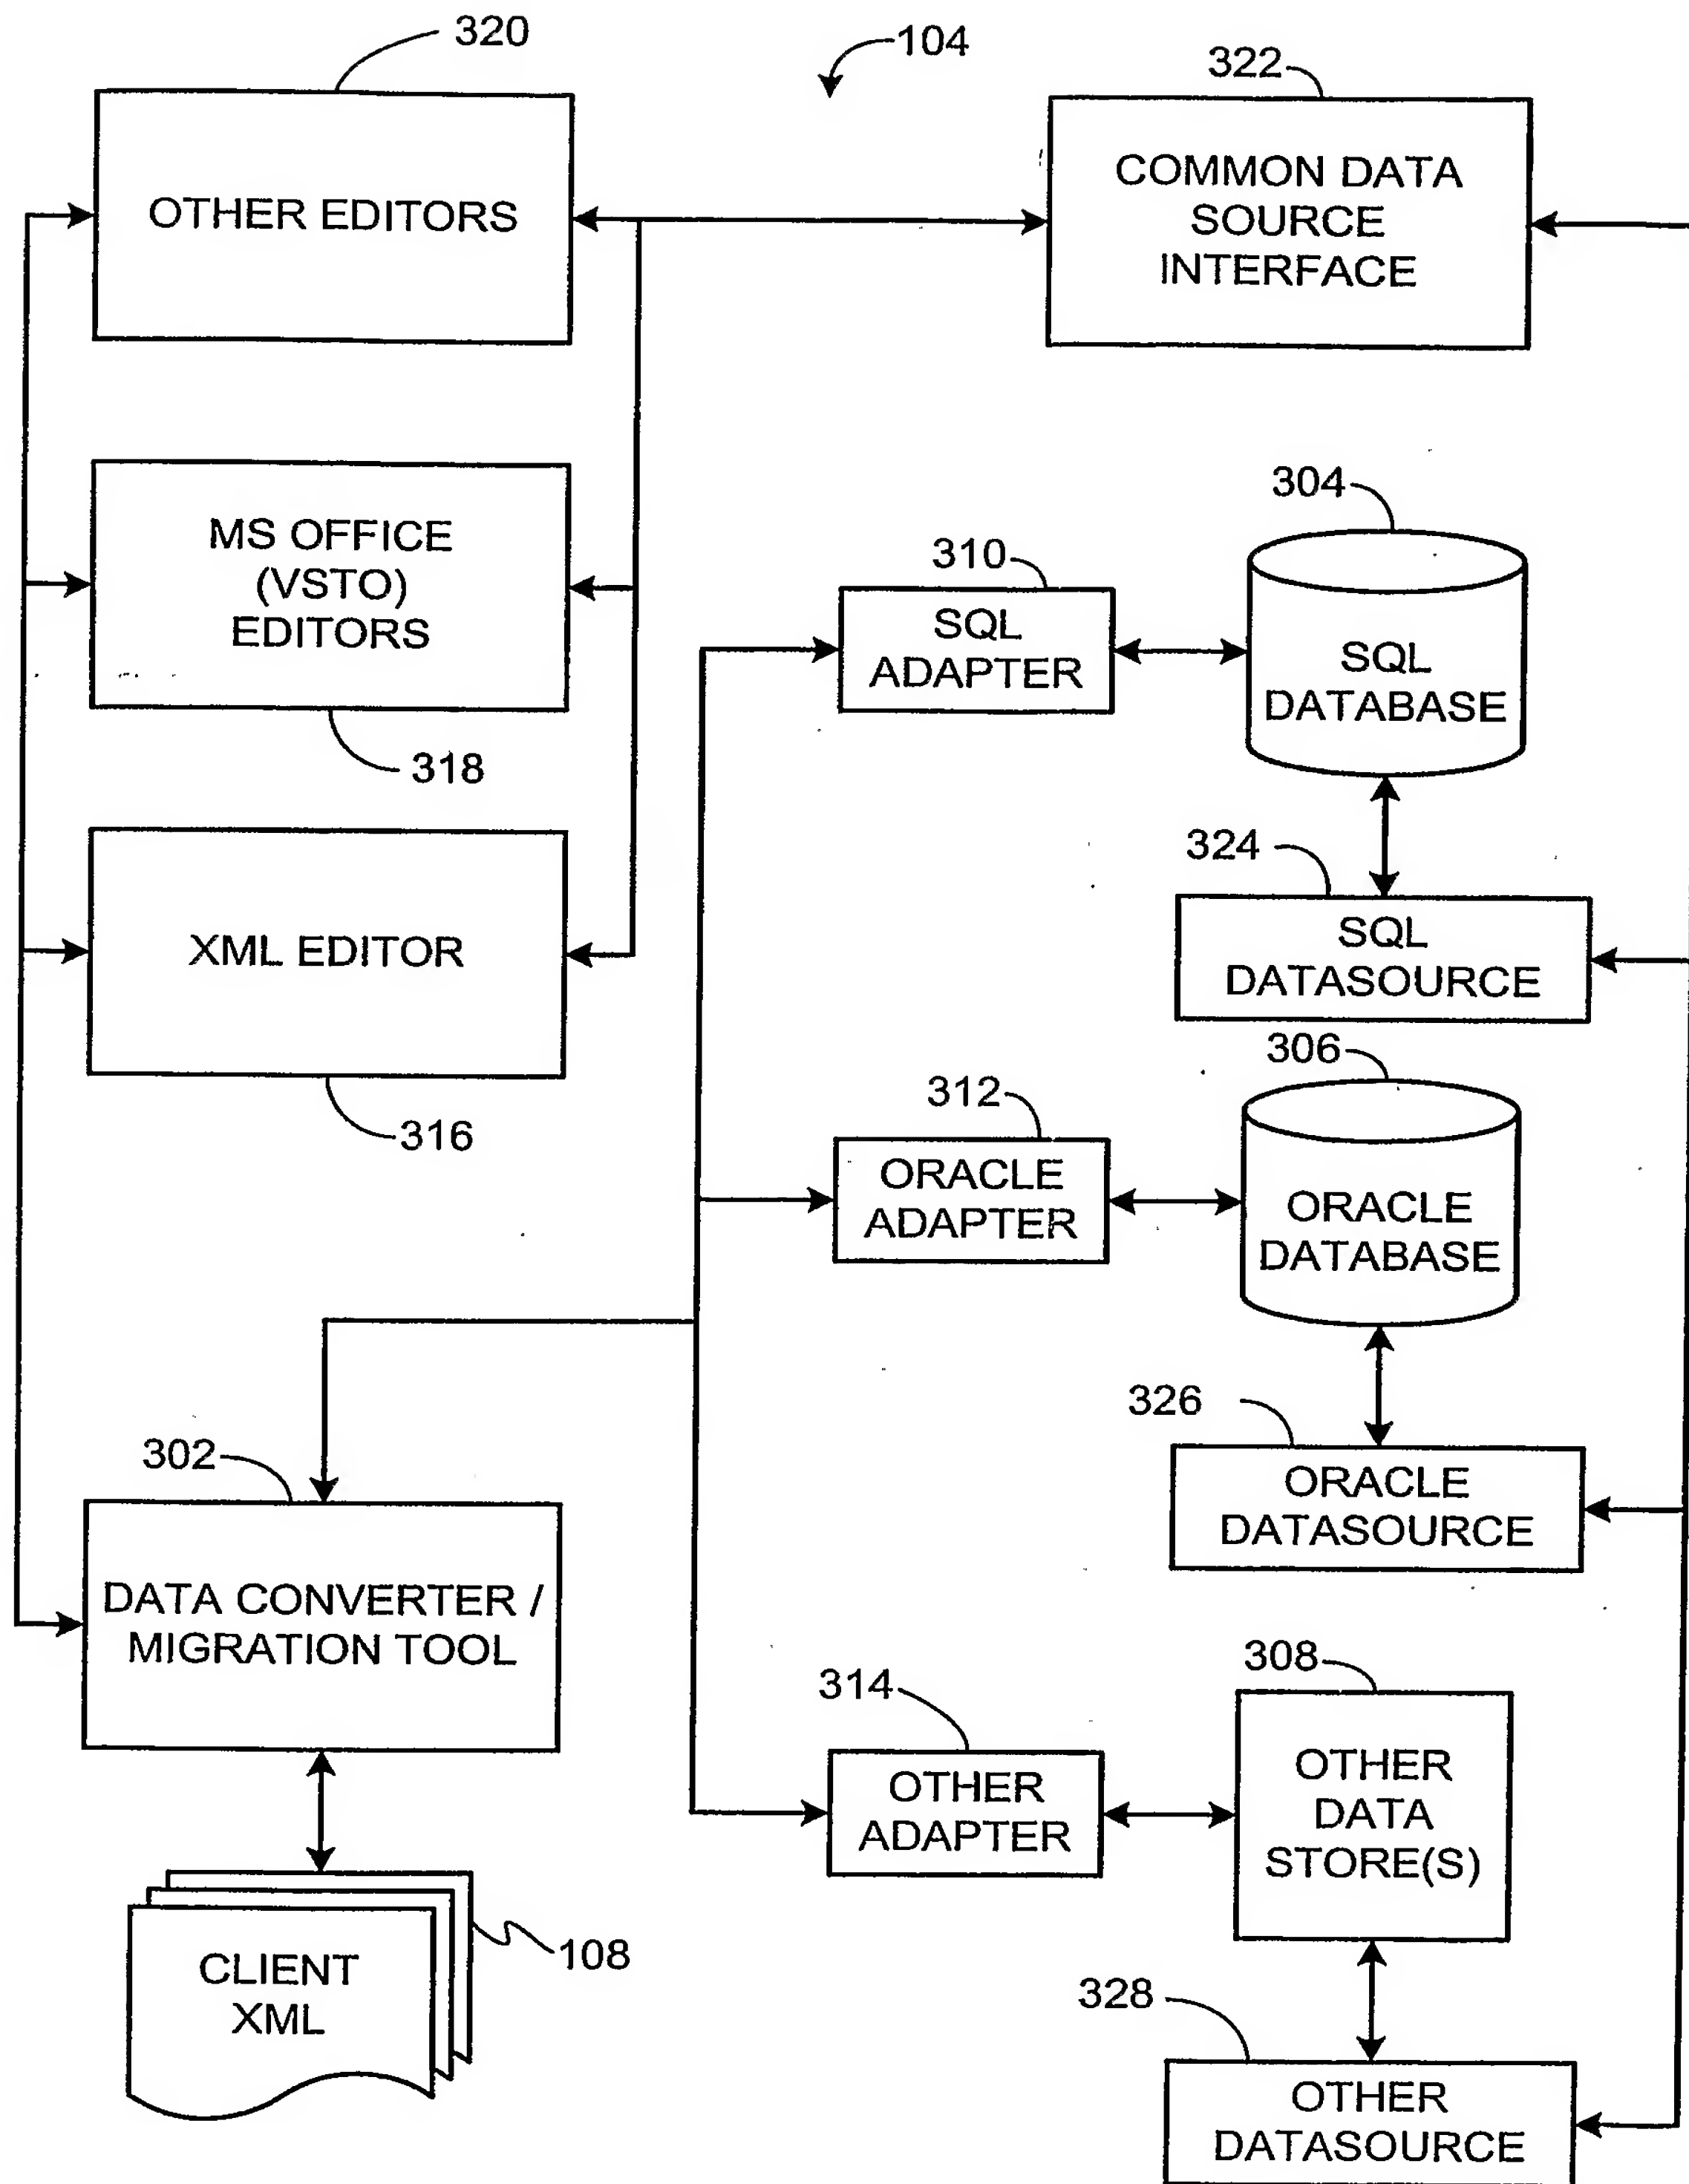 320
104
322
OTHER EDITORS
COMMON DATA
SOURCE
INTERFACE
304
MS OFFICE
(VSTO)
EDITORS
310
SQL
ADAPTER
SQL
DATABASE
318
324
XML EDITOR
SQL
DATASOURCE
306
316
312
ORACLE
ADAPTER
ORACLE
DATABASE
326
302
ORACLE
DATASOURCE
DATA CONVERTER /
MIGRATION TOOL
308
314
OTHER
ADAPTER
OTHER
DATA
STORE(S)
108
CLIENT
XML
328
OTHER
DATASOURCE